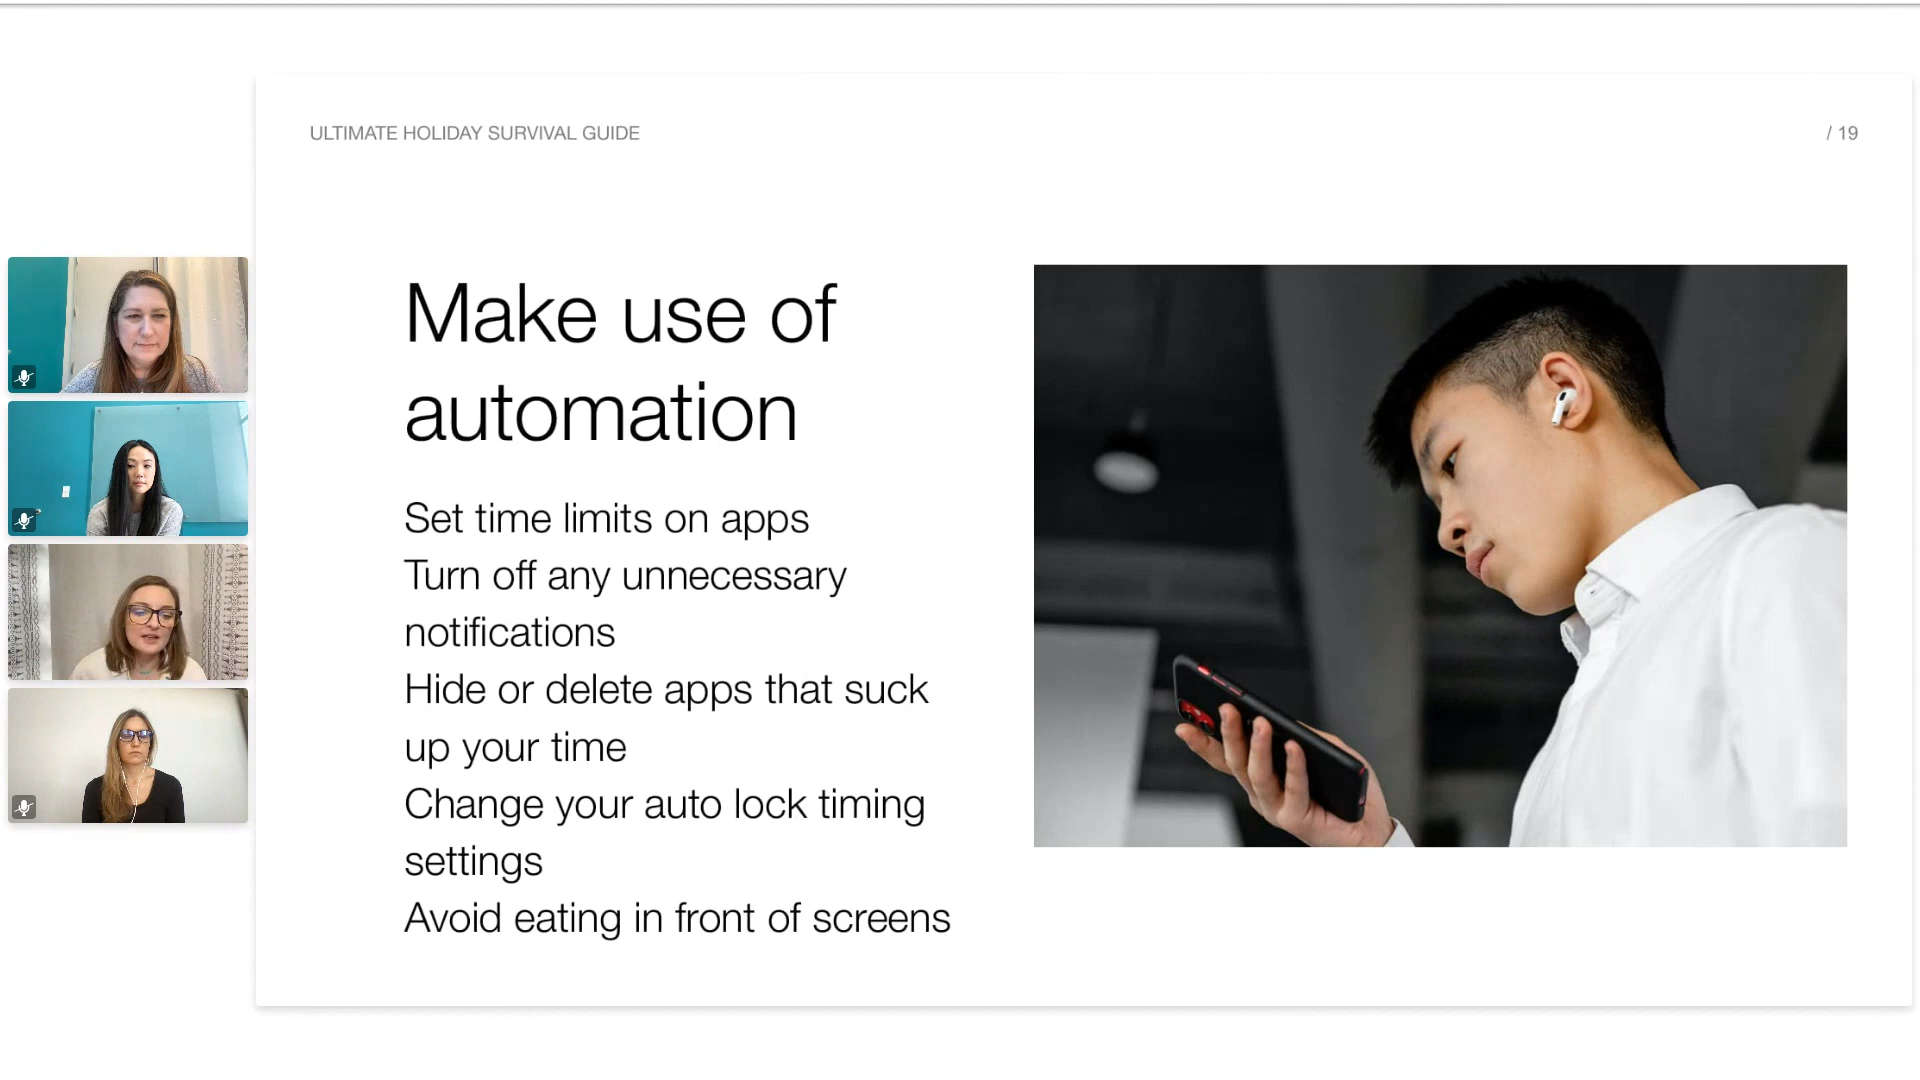 ULTIMATE HOLIDAY SURVIVAL GUIDE
/ 19
Make use of
automation
Set time limits on apps
Turn off any unnecessary
notifications
Hide or delete apps that suck
up your time
Change your auto lock timing
settings
Avoid eating in front of screens